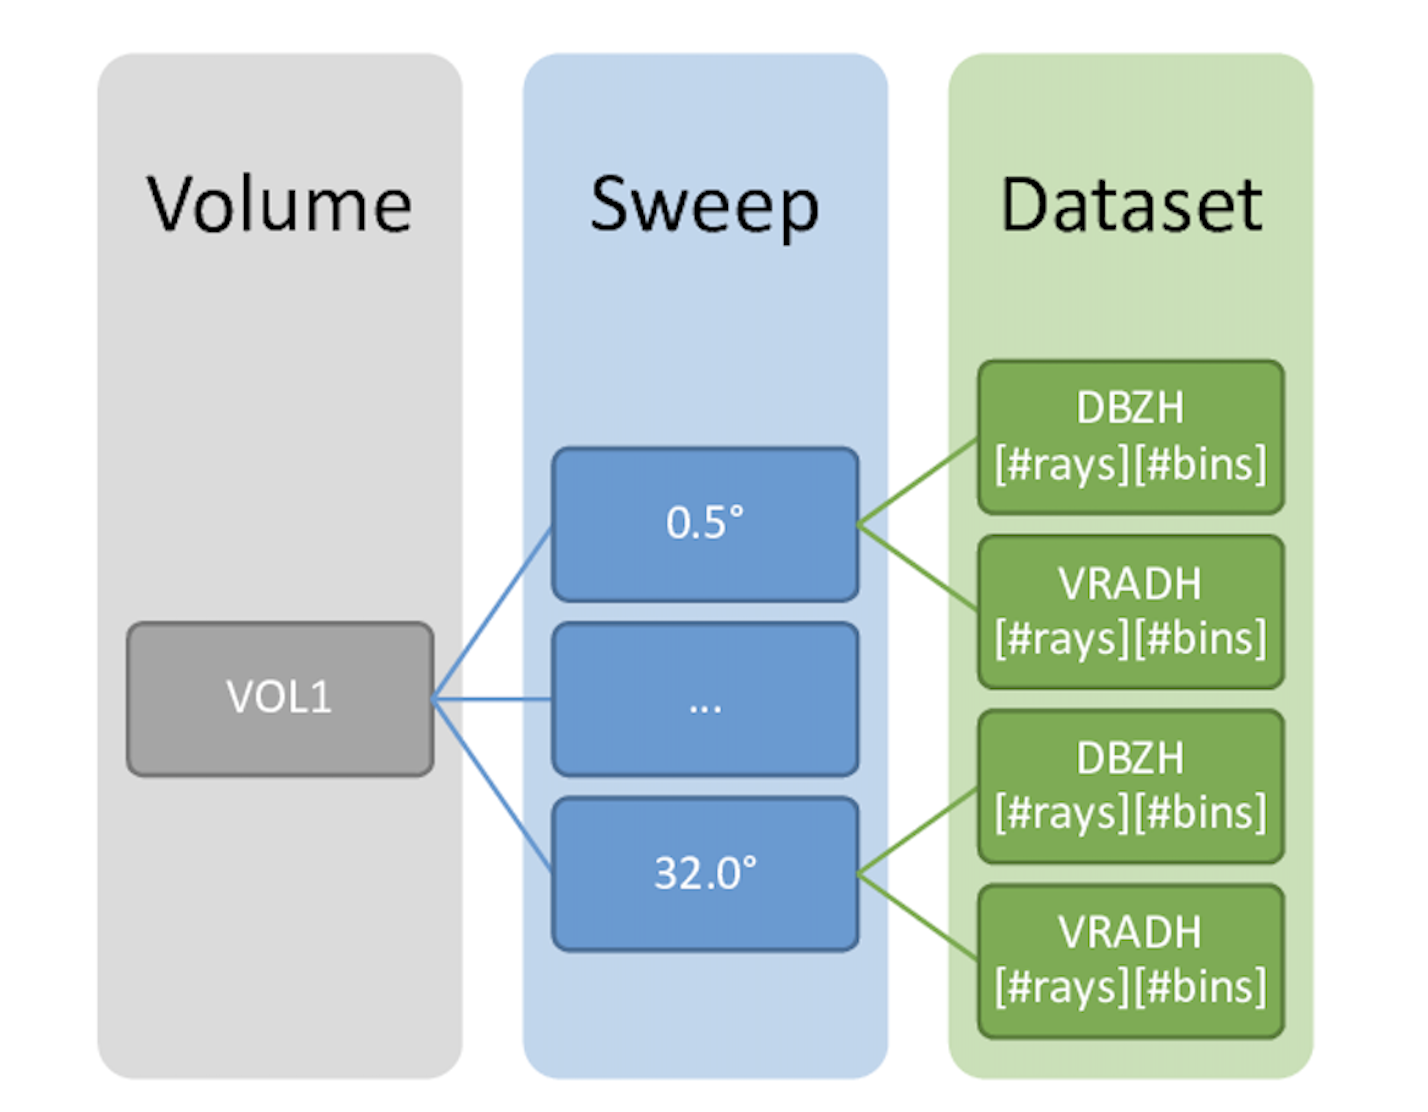 Volume
Sweep
Dataset
VOL1
0.5°
...
32.0°
DBZH
[#rays][#bins]
VRADH
[#rays][#bins]
DBZH
[#rays][#bins]
VRADH
[#rays][#bins]